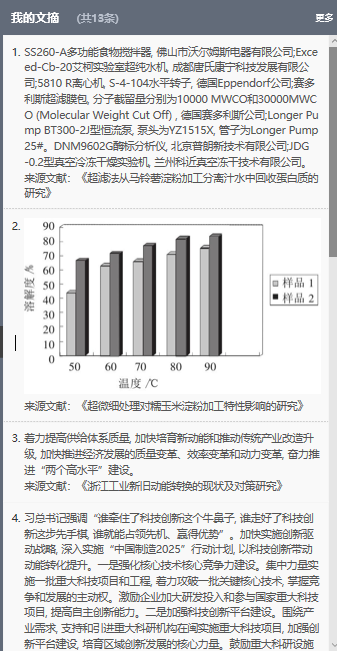 我的文摘 (共13条) 更多
1. SS260-A多功能食物搅拌器, 佛山市沃尔姆斯电器有限公司;Exce
ed-Cb-20艾柯实验室超纯水机, 成都唐氏康宁科技发展有限公
司;5810 R离心机, S-4-104水平转子, 德国Eppendorf公司;赛多
利斯超滤膜包, 分子截留量分别为10000 MWCO和30000MWC
O (Molecular Weight Cut Off) , 德国赛多利斯公司;Longer Pu
mp BT300-2J型恒流泵, 泵头为YZ1515X, 管子为Longer Pump
25#。DNM9602G酶标分析仪, 北京普朗新技术有限公司;JDG
-0.2型真空冷冻干燥实验机, 兰州科近真空冻干技术有限公司。
来源文献: 《超滤法从马铃薯淀粉加工分离汁水中回收蛋白质的
研究》
2.
90
80
70
60
50
40
30
20
10
0
溶解度 /%
50 60 70 80 90
温度 /℃
样品 1
样品 2
来源文献: 《超微细处理对糯玉米淀粉加工特性影响的研究》
3. 着力提高供给体系质量, 加快培育新动能和推动传统产业改造升
级, 加快推进经济发展的质量变革、效率变革和动力变革, 奋力推
进“两个高水平”建设。
来源文献: 《浙江工业新旧动能转换的现状及对策研究》
4. 习总书记强调“谁牵住了科技创新这个牛鼻子, 谁走好了科技创
新这步先手棋, 谁就能占领先机、赢得优势”。加快实施创新驱
动战略, 深入实施“中国制造2025”行动计划, 以科技创新带动
动能转化提升。一是强化核心技术核心竞争力建设。集中力量实
施一批重大科技项目和工程, 着力攻破一批关键核心技术, 掌握竞
争和发展的主动权。激励企业加大研发投入和参与国家重大科技
项目, 提高自主创新能力。二是加强科技创新平台建设。围绕产
业需求, 支持和引进重大科研机构在闽实施重大科技项目, 加强创
新平台建设, 培育区域创新发展的核心力量。鼓励重大科研设施